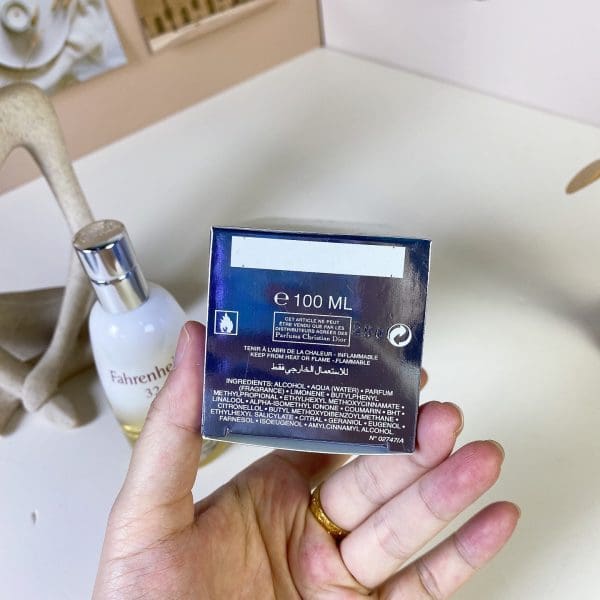 Fahrenheit
32
℮ 100 ML
CET ARTICLE NE PEUT
ÊTRE VENDU QUE PAR LES
DISTRIBUTEURS AGRÉÉS DES
Parfums Christian Dior
TENIR À L'ABRI DE LA CHALEUR - INFLAMMABLE
KEEP FROM HEAT OR FLAME - FLAMMABLE
للاستعمال الخارجي فقط
INGREDIENTS: ALCOHOL • AQUA (WATER) • PARFUM
(FRAGRANCE) • LIMONENE • BUTYLPHENYL
METHYLPROPIONAL • ETHYLHEXYL METHOXYCINNAMATE •
LINALOOL • ALPHA-ISOMETHYL IONONE • COUMARIN • BHT •
CITRONELLOL • BUTYL METHOXYDIBENZOYLMETHANE •
ETHYLHEXYL SALICYLATE • CITRAL • GERANIOL • EUGENOL •
FARNESOL • ISOEUGENOL • AMYLCINNAMYL ALCOHOL
N° 02747/A